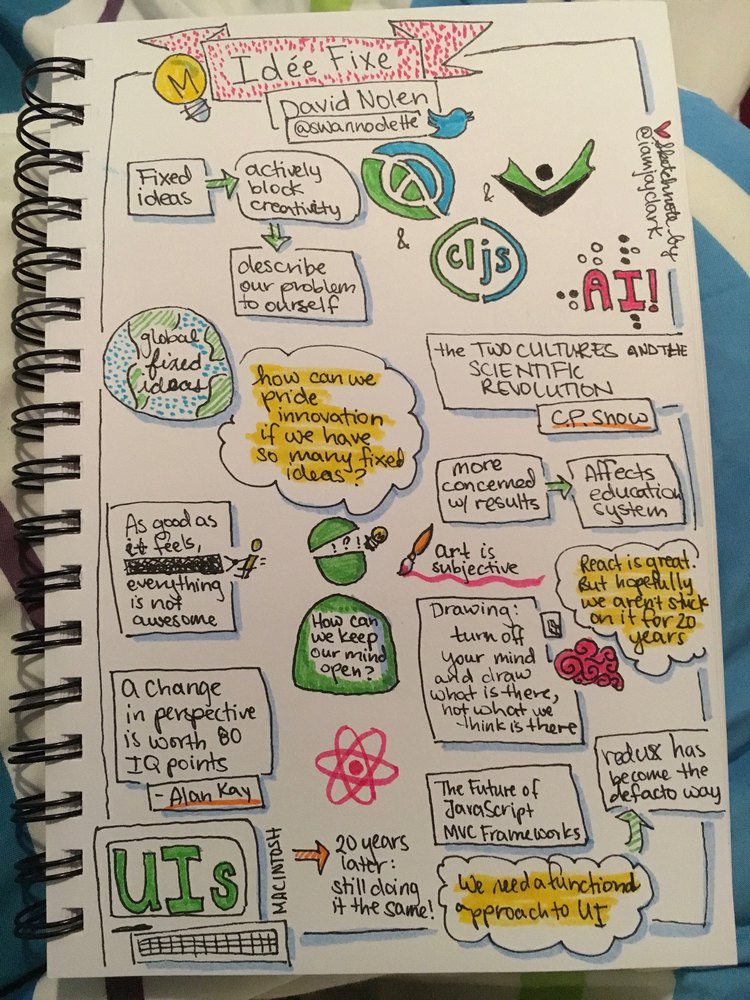 Idée Fixe
David Nolen
@swannodette
sketchnote by
@iamjaydark
Fixed
ideas
actively
block
creativity
&
&
cljs
describe
our problem
to ourself
AI!
global
fixed
ideas
how can we
pride
innovation
if we have
so many fixed
ideas?
the TWO CULTURES AND THE
SCIENTIFIC
REVOLUTION
C.P. Snow
more
concerned
w/ results
Affects
education
system
As good as
it feels,
everything
is not
awesome
?!?!
art is
subjective
React is great.
But hopefully
we aren't stuck
on it for 20
years
How can
we keep
our mind
open?
Drawing:
turn off
your mind
and draw
what is there,
not what we
think is there
a change
in perspective
is worth 80
IQ points
- Alan Kay
redux has
become the
defacto way
The Future of
JavaScript
MVC Frameworks
UIs
MACINTOSH
20 years
later:
still doing
it the same!
We need a functional
approach to UI